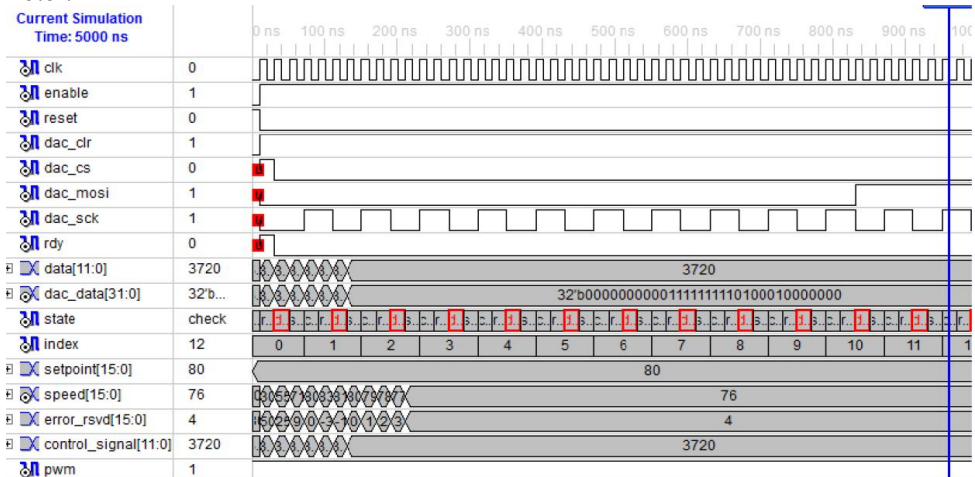 Current Simulation
Time: 5000 ns
0 ns 100 ns 200 ns 300 ns 400 ns 500 ns 600 ns 700 ns 800 ns 900 ns
clk 0
enable 1
reset 0
dac_clr 1
dac_cs 0
dac_mosi 1
dac_sck 1
rdy 0
data[11:0] 3720 3720
dac_data[31:0] 32'b... 32'b00000000001111111110100010000000
state check
index 12 0 1 2 3 4 5 6 7 8 9 10 11
setpoint[15:0] 80 80
speed[15:0] 76 76
error_rsvd[15:0] 4 4
control_signal[11:0] 3720 3720
pwm 1